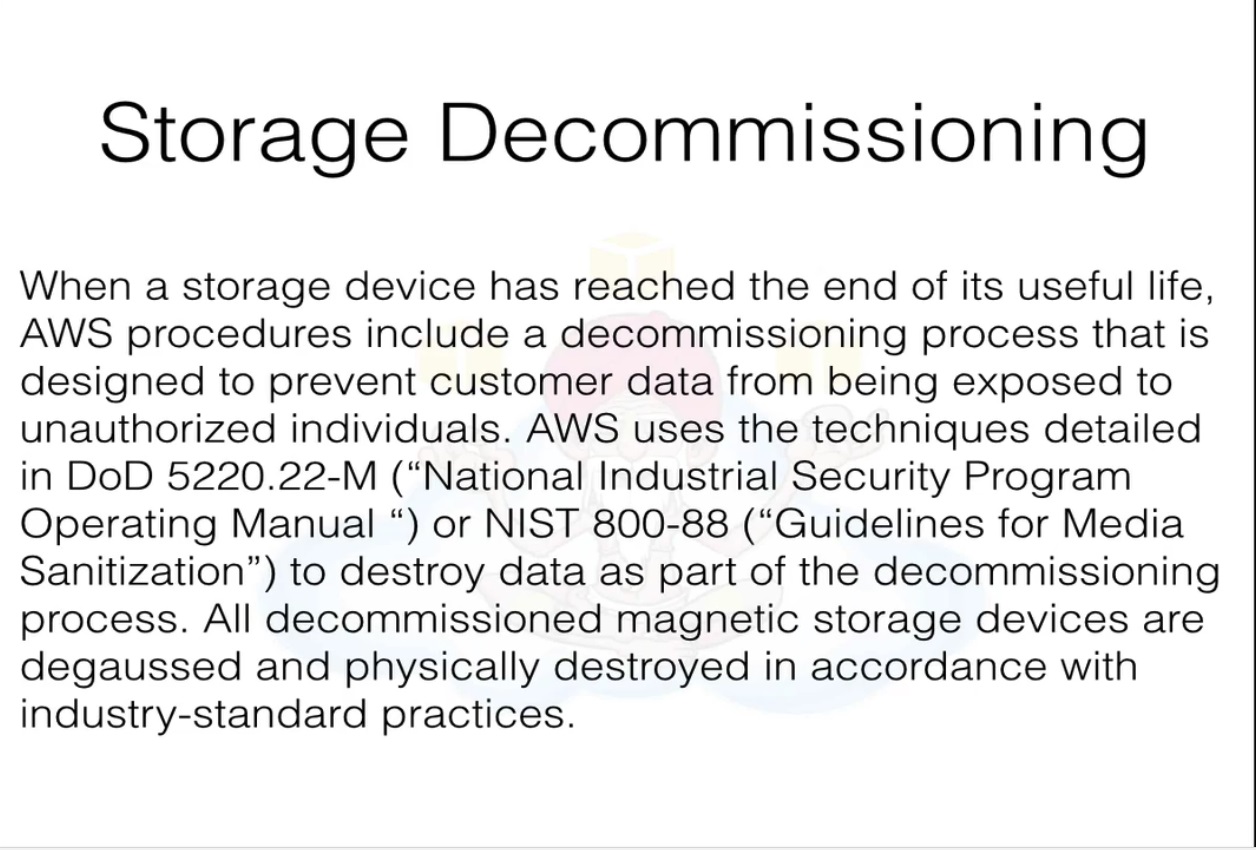 Storage Decommissioning
When a storage device has reached the end of its useful life,
AWS procedures include a decommissioning process that is
designed to prevent customer data from being exposed to
unauthorized individuals. AWS uses the techniques detailed
in DoD 5220.22-M (“National Industrial Security Program
Operating Manual “) or NIST 800-88 (“Guidelines for Media
Sanitization”) to destroy data as part of the decommissioning
process. All decommissioned magnetic storage devices are
degaussed and physically destroyed in accordance with
industry-standard practices.